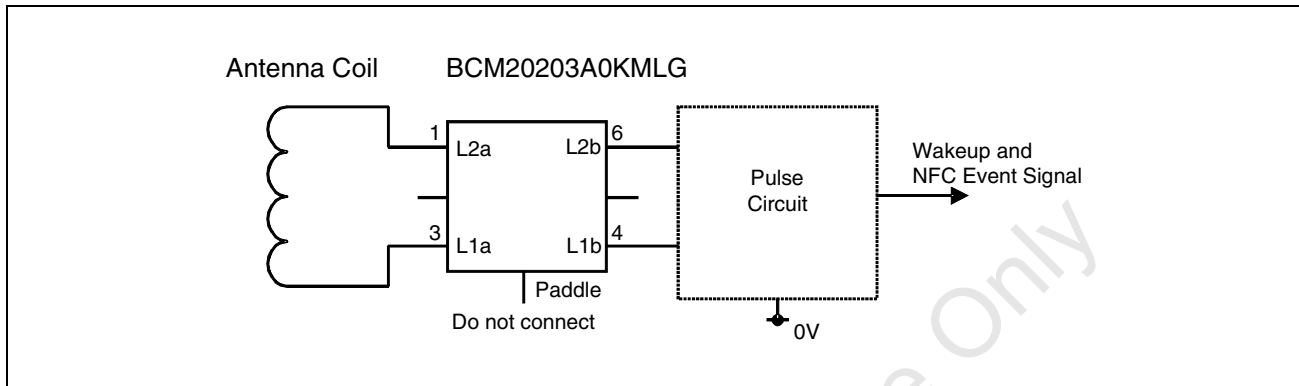 Antenna Coil BCM20203A0KMLG
1 L2a L2b 6
3 L1a L1b 4
Paddle
Do not connect
Pulse
Circuit
Wakeup and
NFC Event Signal
0V
e Only